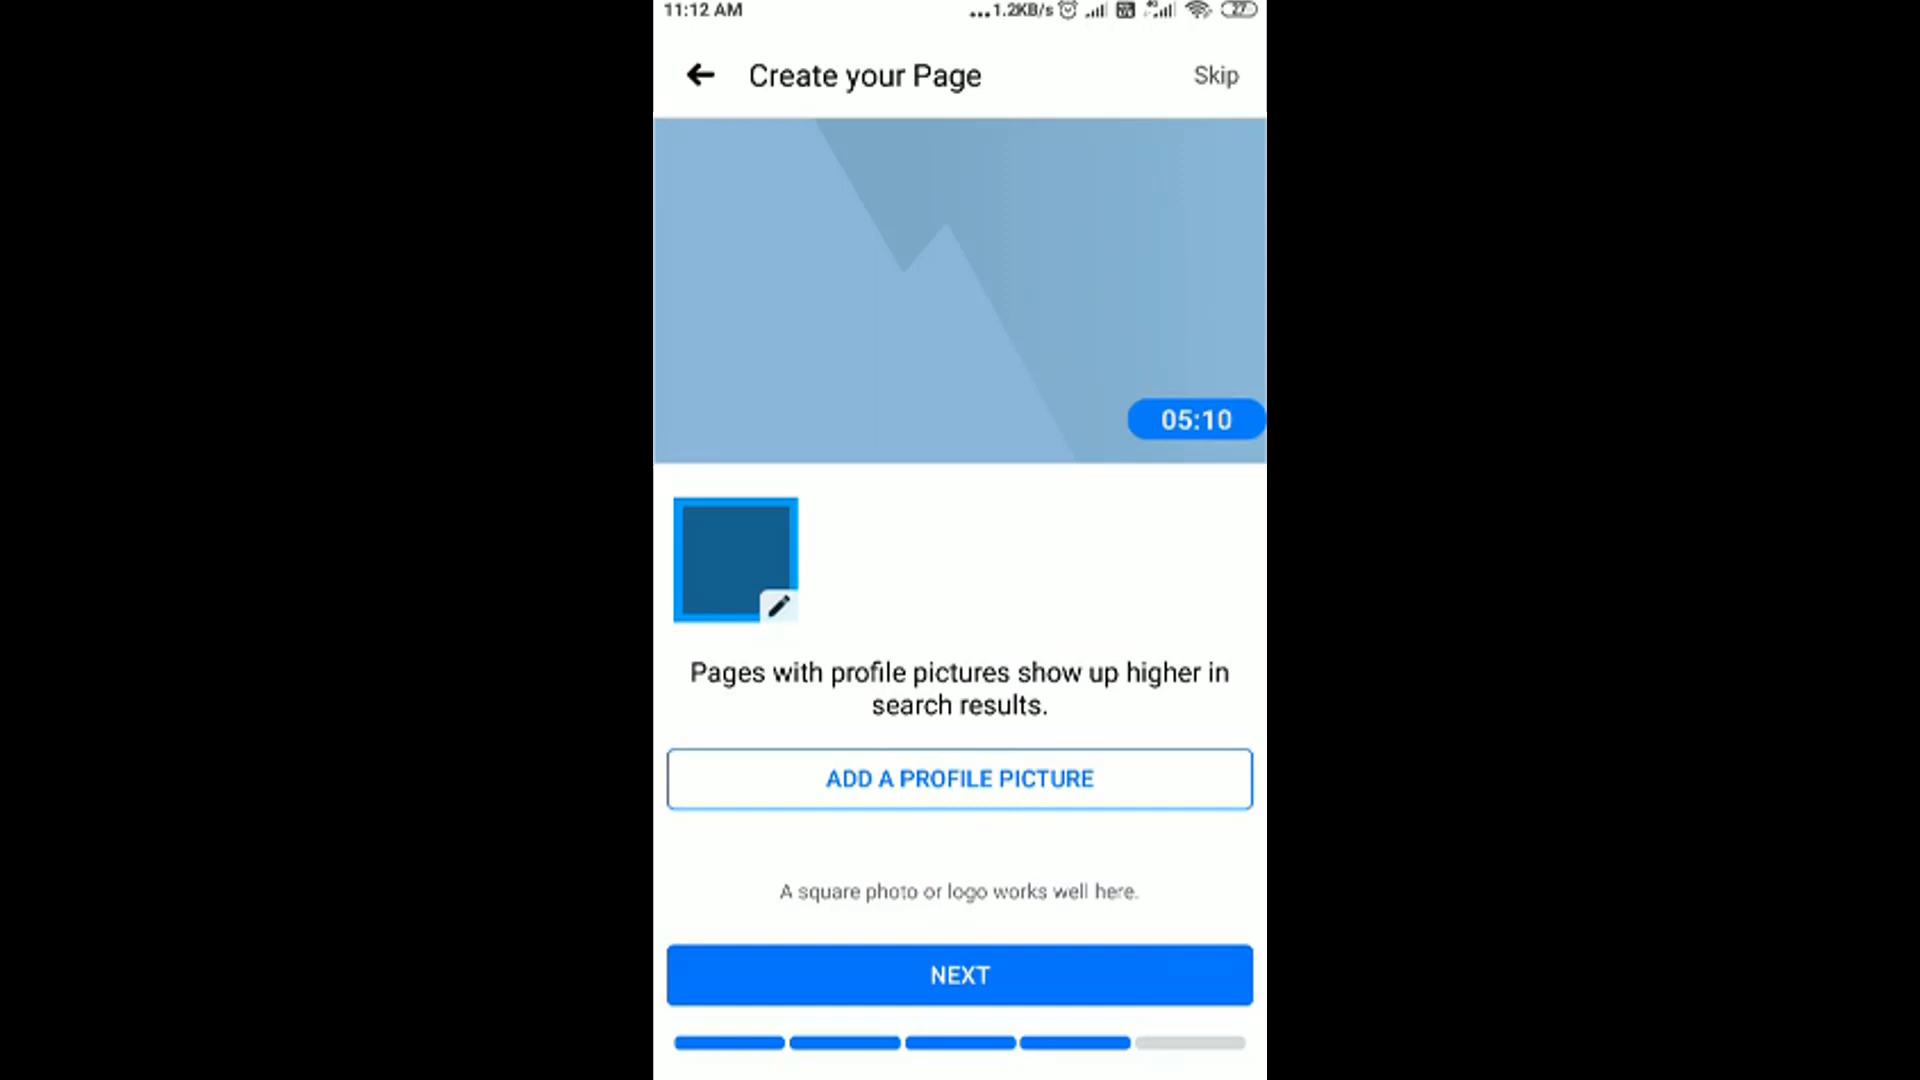 11:12 AM
...1.2KB/s
27
Create your Page
Skip
05:10
Pages with profile pictures show up higher in
search results.
ADD A PROFILE PICTURE
A square photo or logo works well here.
NEXT